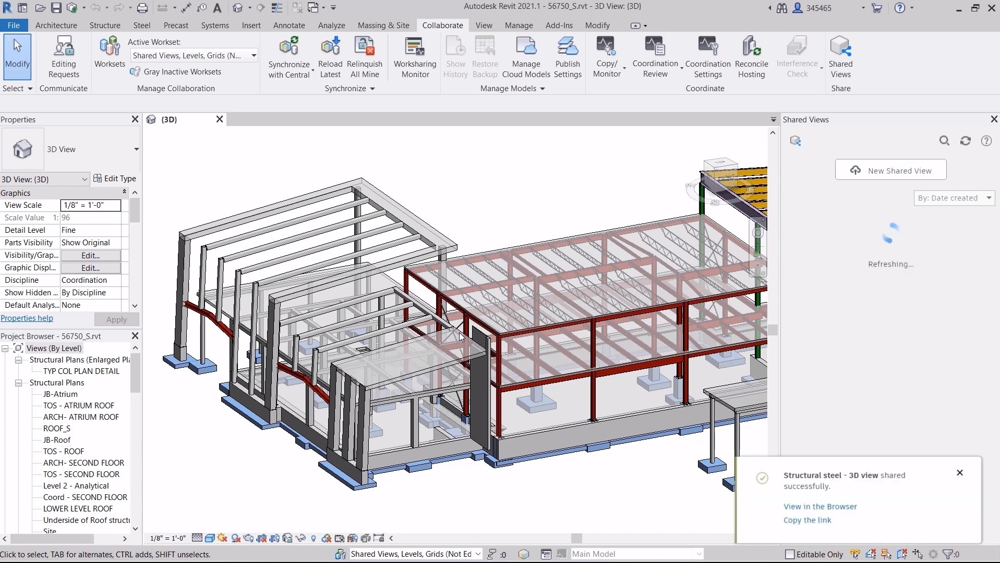 Autodesk Revit 2021.1 - 56750_S.rvt - 3D View: {3D}
345465
File Architecture Structure Steel Precast Systems Insert Annotate Analyze Massing & Site Collaborate View Manage Add-Ins Modify
Modify
Select
Editing
Requests
Communicate
Worksets
Active Workset:
Shared Views, Levels, Grids (N...
Gray Inactive Worksets
Manage Collaboration
Synchronize
with Central
Reload
Latest
Relinquish
All Mine
Synchronize
Worksharing
Monitor
Show
History
Restore
Backup
Manage
Cloud Models
Publish
Settings
Manage Models
Copy/
Monitor
Coordination
Review
Coordination
Settings
Reconcile
Hosting
Interference
Check
Coordinate
Shared
Views
Share
Properties
3D View
3D View: {3D}
Edit Type
Graphics
View Scale 1/8" = 1'-0"
Scale Value 1: 96
Detail Level Fine
Parts Visibility Show Original
Visibility/Grap... Edit...
Graphic Displ... Edit...
Discipline Coordination
Show Hidden ... By Discipline
Default Analys... None
Properties help
Apply
Project Browser - 56750_S.rvt
Views (By Level)
Structural Plans (Enlarged Pl
TYP COL PLAN DETAIL
Structural Plans
JB-Atrium
TOS - ATRIUM ROOF
ARCH- ATRIUM ROOF
ROOF_S
JB-Roof
TOS - ROOF
ARCH- SECOND FLOOR
TOS - SECOND FLOOR
Level 2 - Analytical
Coord - SECOND FLOOR
LOWER LEVEL ROOF
Underside of Roof struct
Site
{3D}
TOP
1/8" = 1'-0"
Shared Views
New Shared View
By: Date created
Refreshing...
Structural steel - 3D view shared
successfully.
View in the Browser
Copy the link
Click to select, TAB for alternates, CTRL adds, SHIFT unselects.
Shared Views, Levels, Grids (Not Ed
:0
Main Model
Editable Only
:0